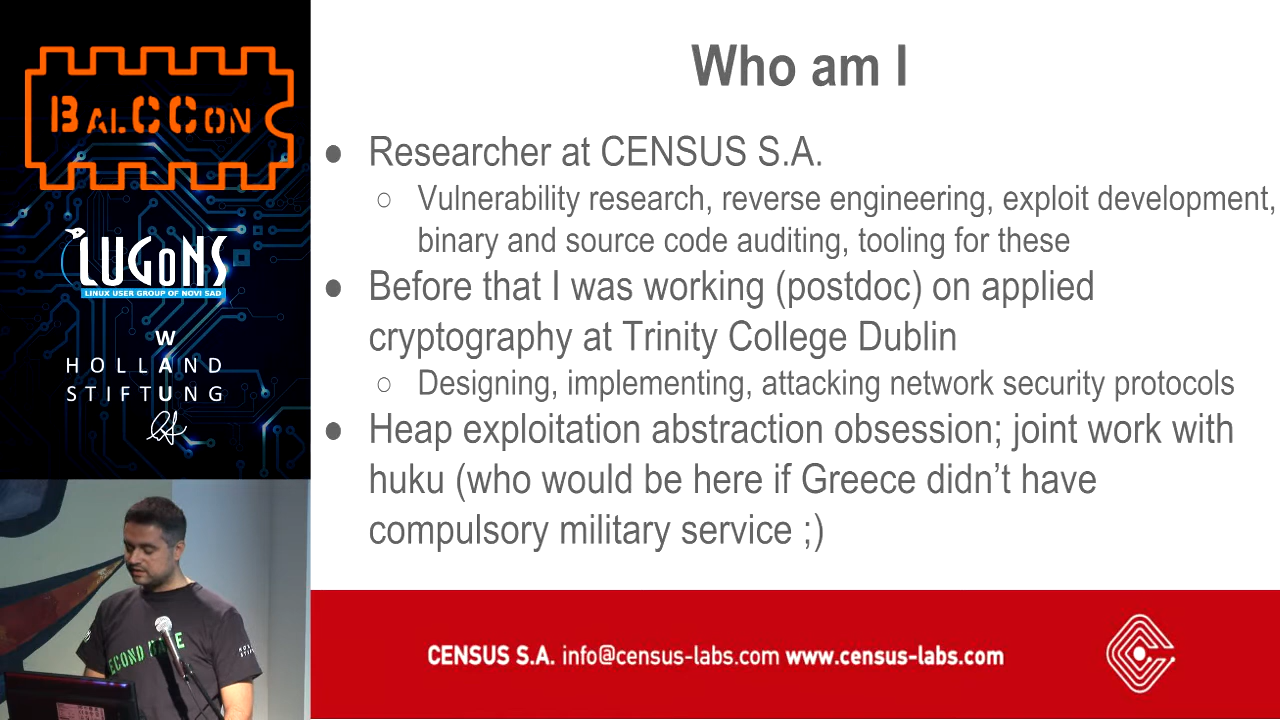 BALCCON
LUGoNS
LINUX USER GROUP OF NOVI SAD
W
HOLLAND
STIFTUNG
Who am I
● Researcher at CENSUS S.A.
○ Vulnerability research, reverse engineering, exploit development,
binary and source code auditing, tooling for these
● Before that I was working (postdoc) on applied
cryptography at Trinity College Dublin
○ Designing, implementing, attacking network security protocols
● Heap exploitation abstraction obsession; joint work with
huku (who would be here if Greece didn’t have
compulsory military service ;)
CENSUS S.A. info@census-labs.com www.census-labs.com